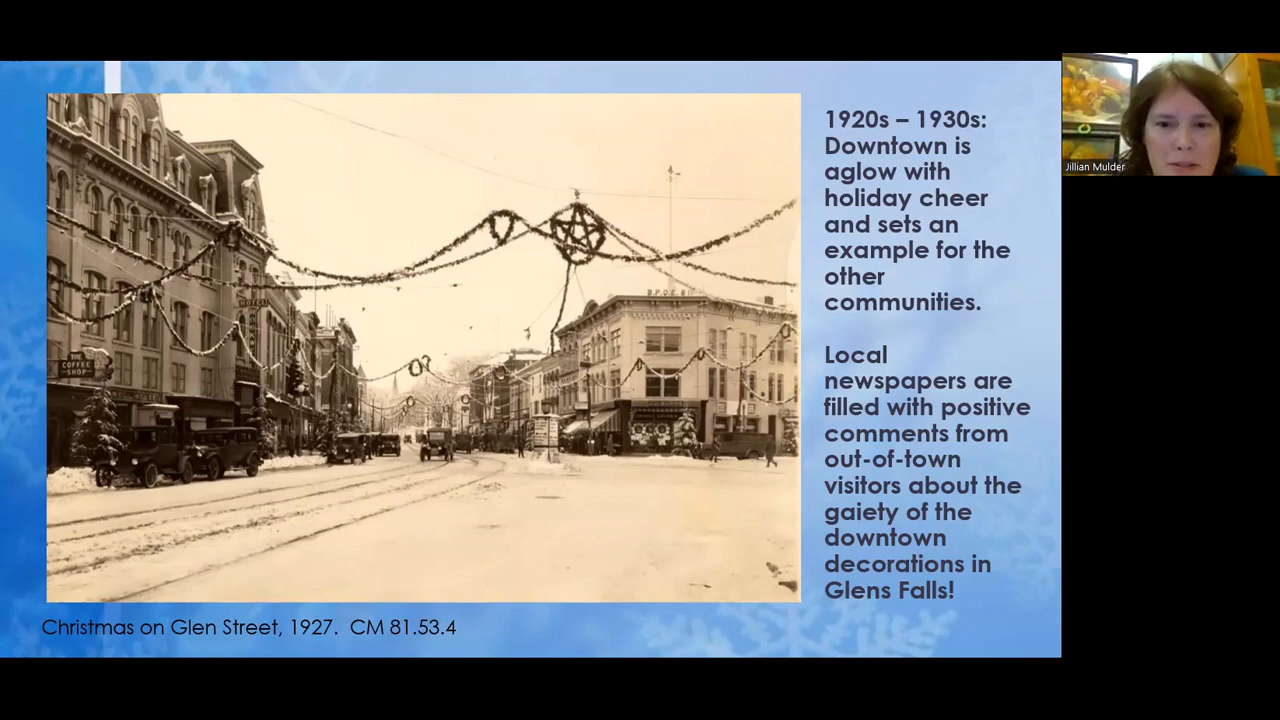 1920s – 1930s:
Downtown is
aglow with
holiday cheer
and sets an
example for the
other
communities.
Local
newspapers are
filled with positive
comments from
out-of-town
visitors about the
gaiety of the
downtown
decorations in
Glens Falls!
Christmas on Glen Street, 1927.  CM 81.53.4
Jillian Mulder
B.P.O.E. 81
HOTEL
THE
COFFEE
SHOP